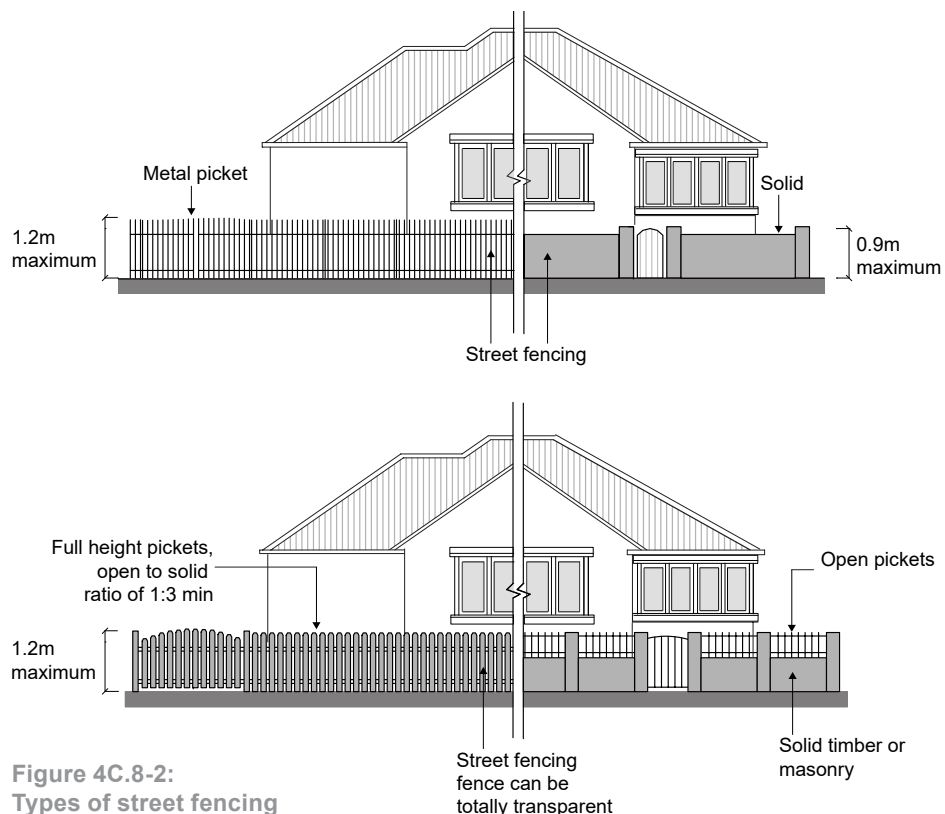 Metal picket
Solid
1.2m
maximum
0.9m
maximum
Street fencing
Full height pickets,
open to solid
ratio of 1:3 min
Open pickets
1.2m
maximum
Street fencing
fence can be
totally transparent
Solid timber or
masonry
Figure 4C.8-2:
Types of street fencing